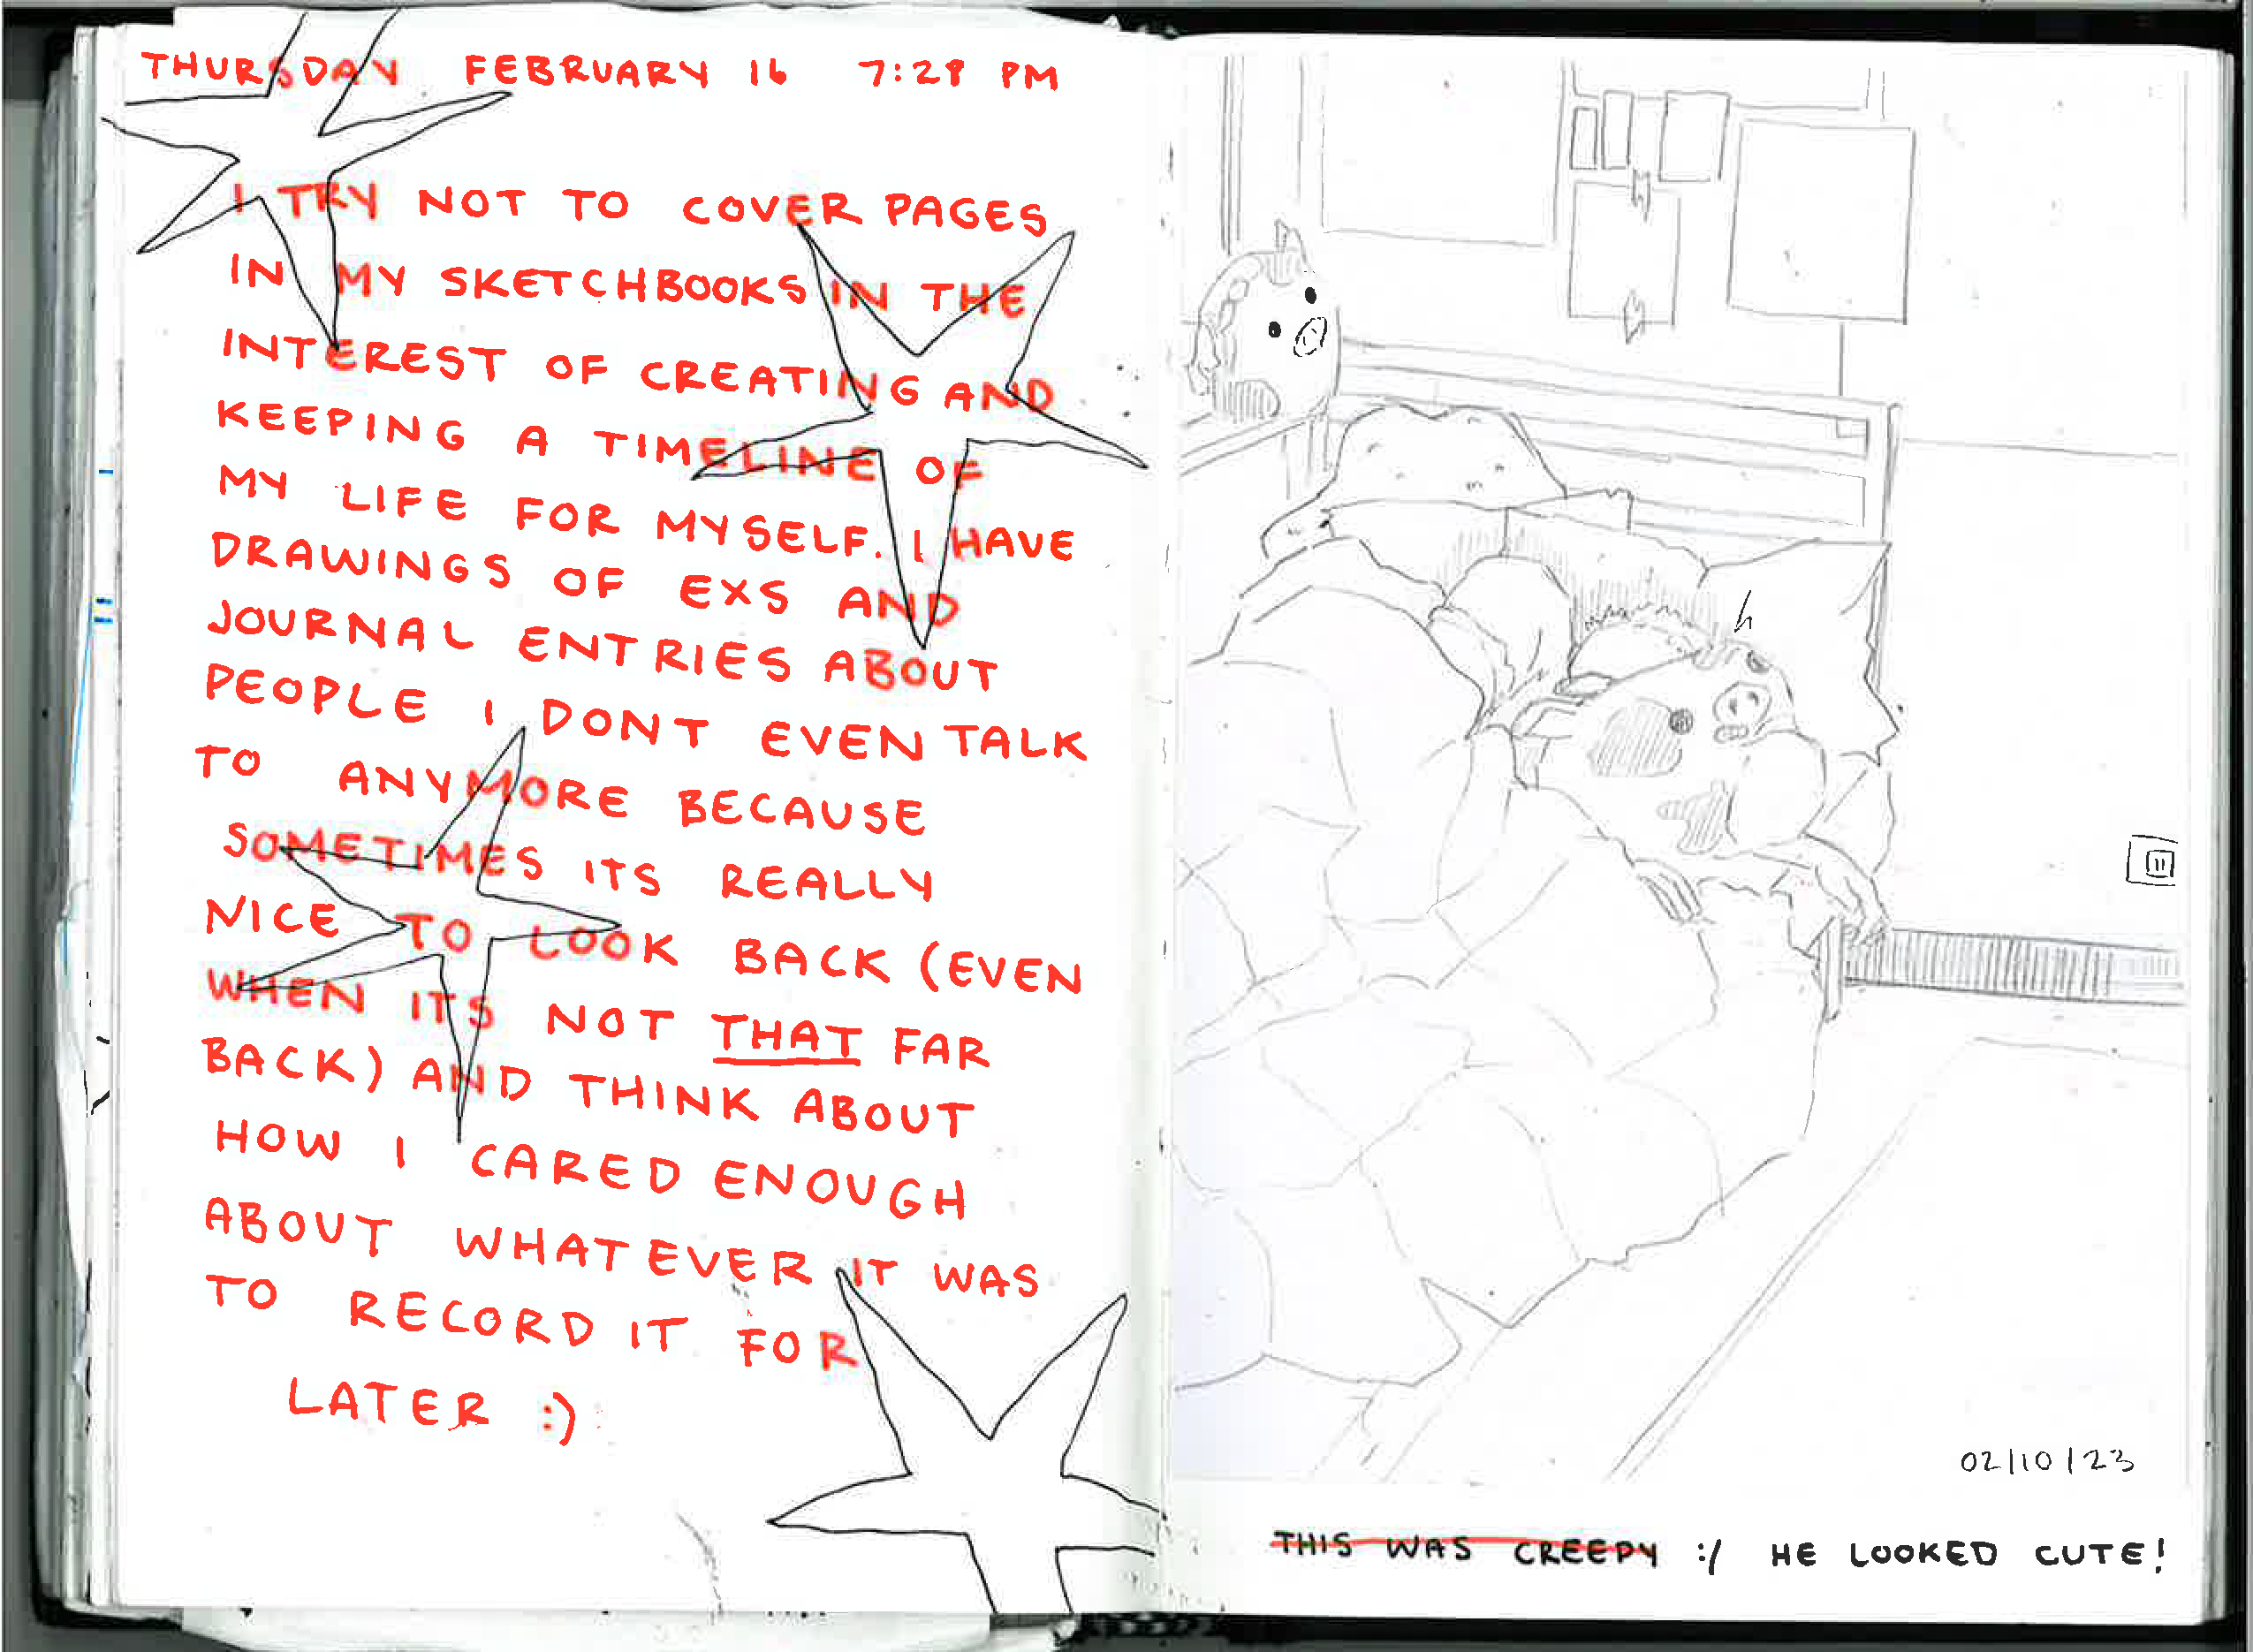 THURSDAY FEBRUARY 16 7:28 PM
I TRY NOT TO COVER PAGES
IN MY SKETCHBOOKS IN THE
INTEREST OF CREATING AND
KEEPING A TIMELINE OF
MY LIFE FOR MYSELF. I HAVE
DRAWINGS OF EXS AND
JOURNAL ENTRIES ABOUT
PEOPLE I DONT EVEN TALK
TO ANYMORE BECAUSE
SOMETIMES ITS REALLY
NICE TO LOOK BACK (EVEN
WHEN ITS NOT THAT FAR
BACK) AND THINK ABOUT
HOW I CARED ENOUGH
ABOUT WHATEVER IT WAS
TO RECORD IT FOR
LATER :)
02/10/23
THIS WAS CREEPY :/ HE LOOKED CUTE!